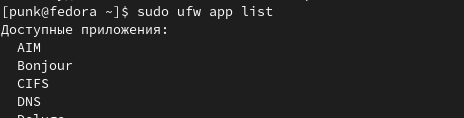 [punk@fedora ~]$ sudo ufw app list
Доступные приложения:
AIM
Bonjour
CIFS
DNS